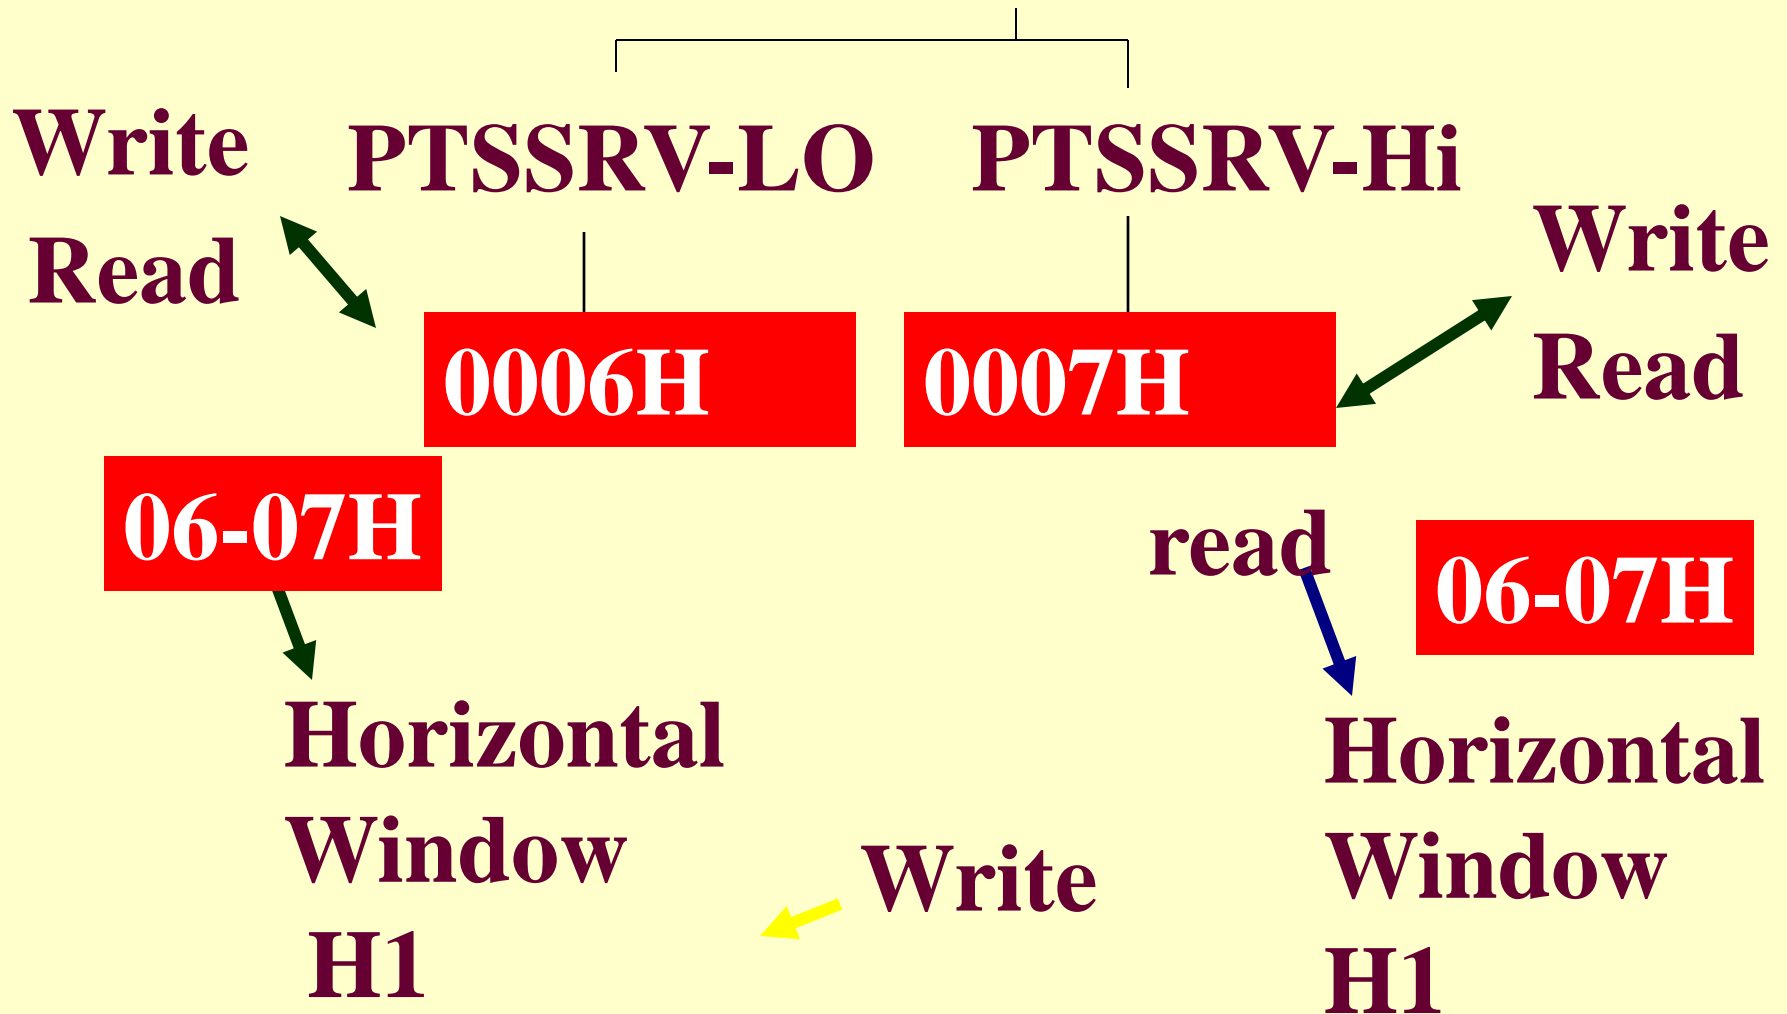 Write
Read
PTSSRV-LO
PTSSRV-Hi
Write
Read
0006H
0007H
06-07H
read
06-07H
Horizontal
Window
H1
Write
Horizontal
Window
H1